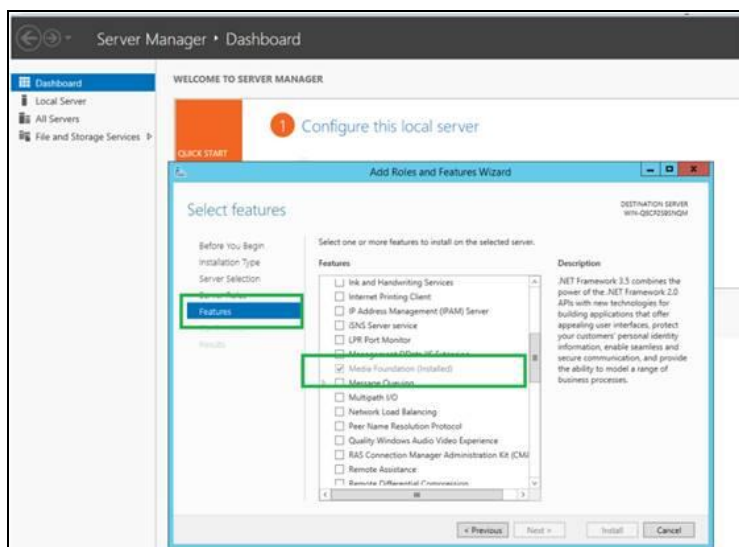 Server Manager • Dashboard
Dashboard
Local Server
All Servers
File and Storage Services
WELCOME TO SERVER MANAGER
1 Configure this local server
QUICK START
Add Roles and Features Wizard
Select features
DESTINATION SERVER
Before You Begin
Installation Type
Server Selection
Server Roles
Features
Results
Select one or more features to install on the selected server.
Features
Ink and Handwriting Services
Internet Printing Client
IP Address Management (IPAM) Server
iSNS Server service
LPR Port Monitor
Management OData IIS Extension
Media Foundation (Installed)
Message Queuing
Multipath I/O
Network Load Balancing
Peer Name Resolution Protocol
Quality Windows Audio Video Experience
RAS Connection Manager Administration Kit (CMA
Remote Assistance
Remote Differential Compression
Description
.NET Framework 3.5 combines the
power of the .NET Framework 2.0
APIs with new technologies for
building applications that offer
appealing user interfaces, protect
your customers' personal identity
information, enable seamless and
secure communication, and provide
the ability to model a range of
business processes.
< Previous
Next >
Install
Cancel